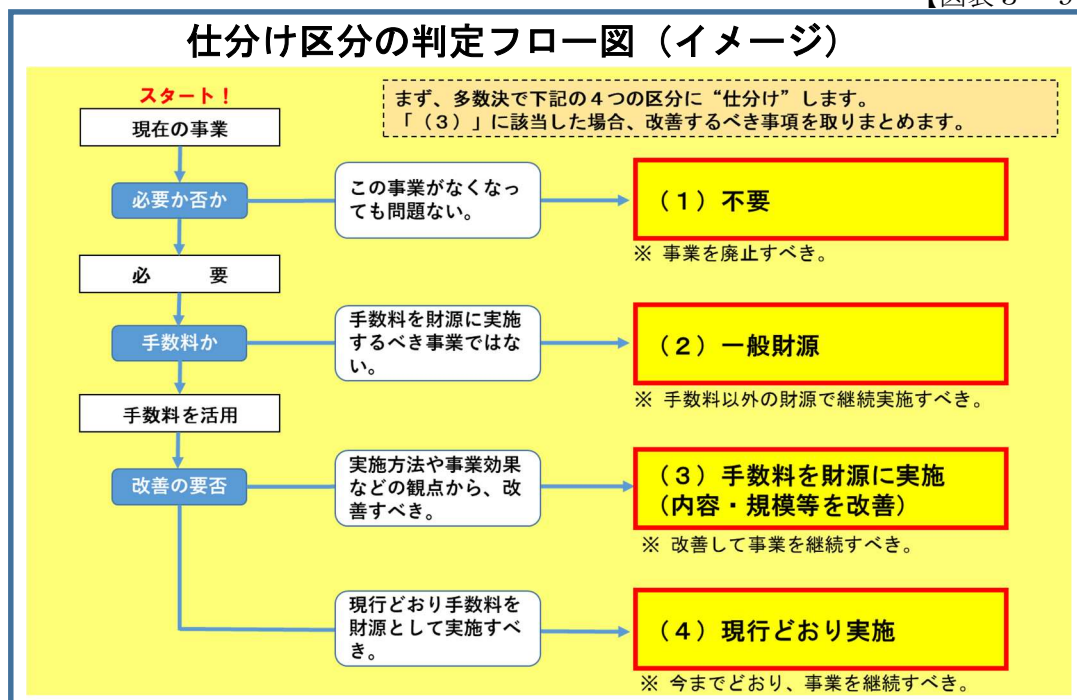 仕分け区分の判定フロー図（イメージ）
スタート！
現在の事業
まず、多数決で下記の４つの区分に“仕分け”します。
「（３）」に該当した場合、改善するべき事項を取りまとめます。
必要か否か
この事業がなくなっ
ても問題ない。
（１）不要
※ 事業を廃止すべき。
必　　要
手数料か
手数料を財源に実施
するべき事業ではな
い。
（２）一般財源
※ 手数料以外の財源で継続実施すべき。
手数料を活用
改善の要否
実施方法や事業効果
などの観点から、改
善すべき。
（３）手数料を財源に実施
（内容・規模等を改善）
※ 改善して事業を継続すべき。
現行どおり手数料を
財源として実施すべ
き。
（４）現行どおり実施
※ 今までどおり、事業を継続すべき。